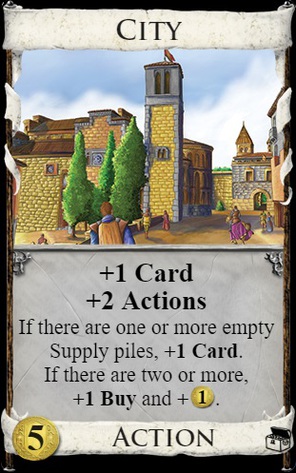 CITY
+1 Card
+2 Actions
If there are one or more empty
Supply piles, +1 Card.
If there are two or more,
+1 Buy and + 1.
5 ACTION